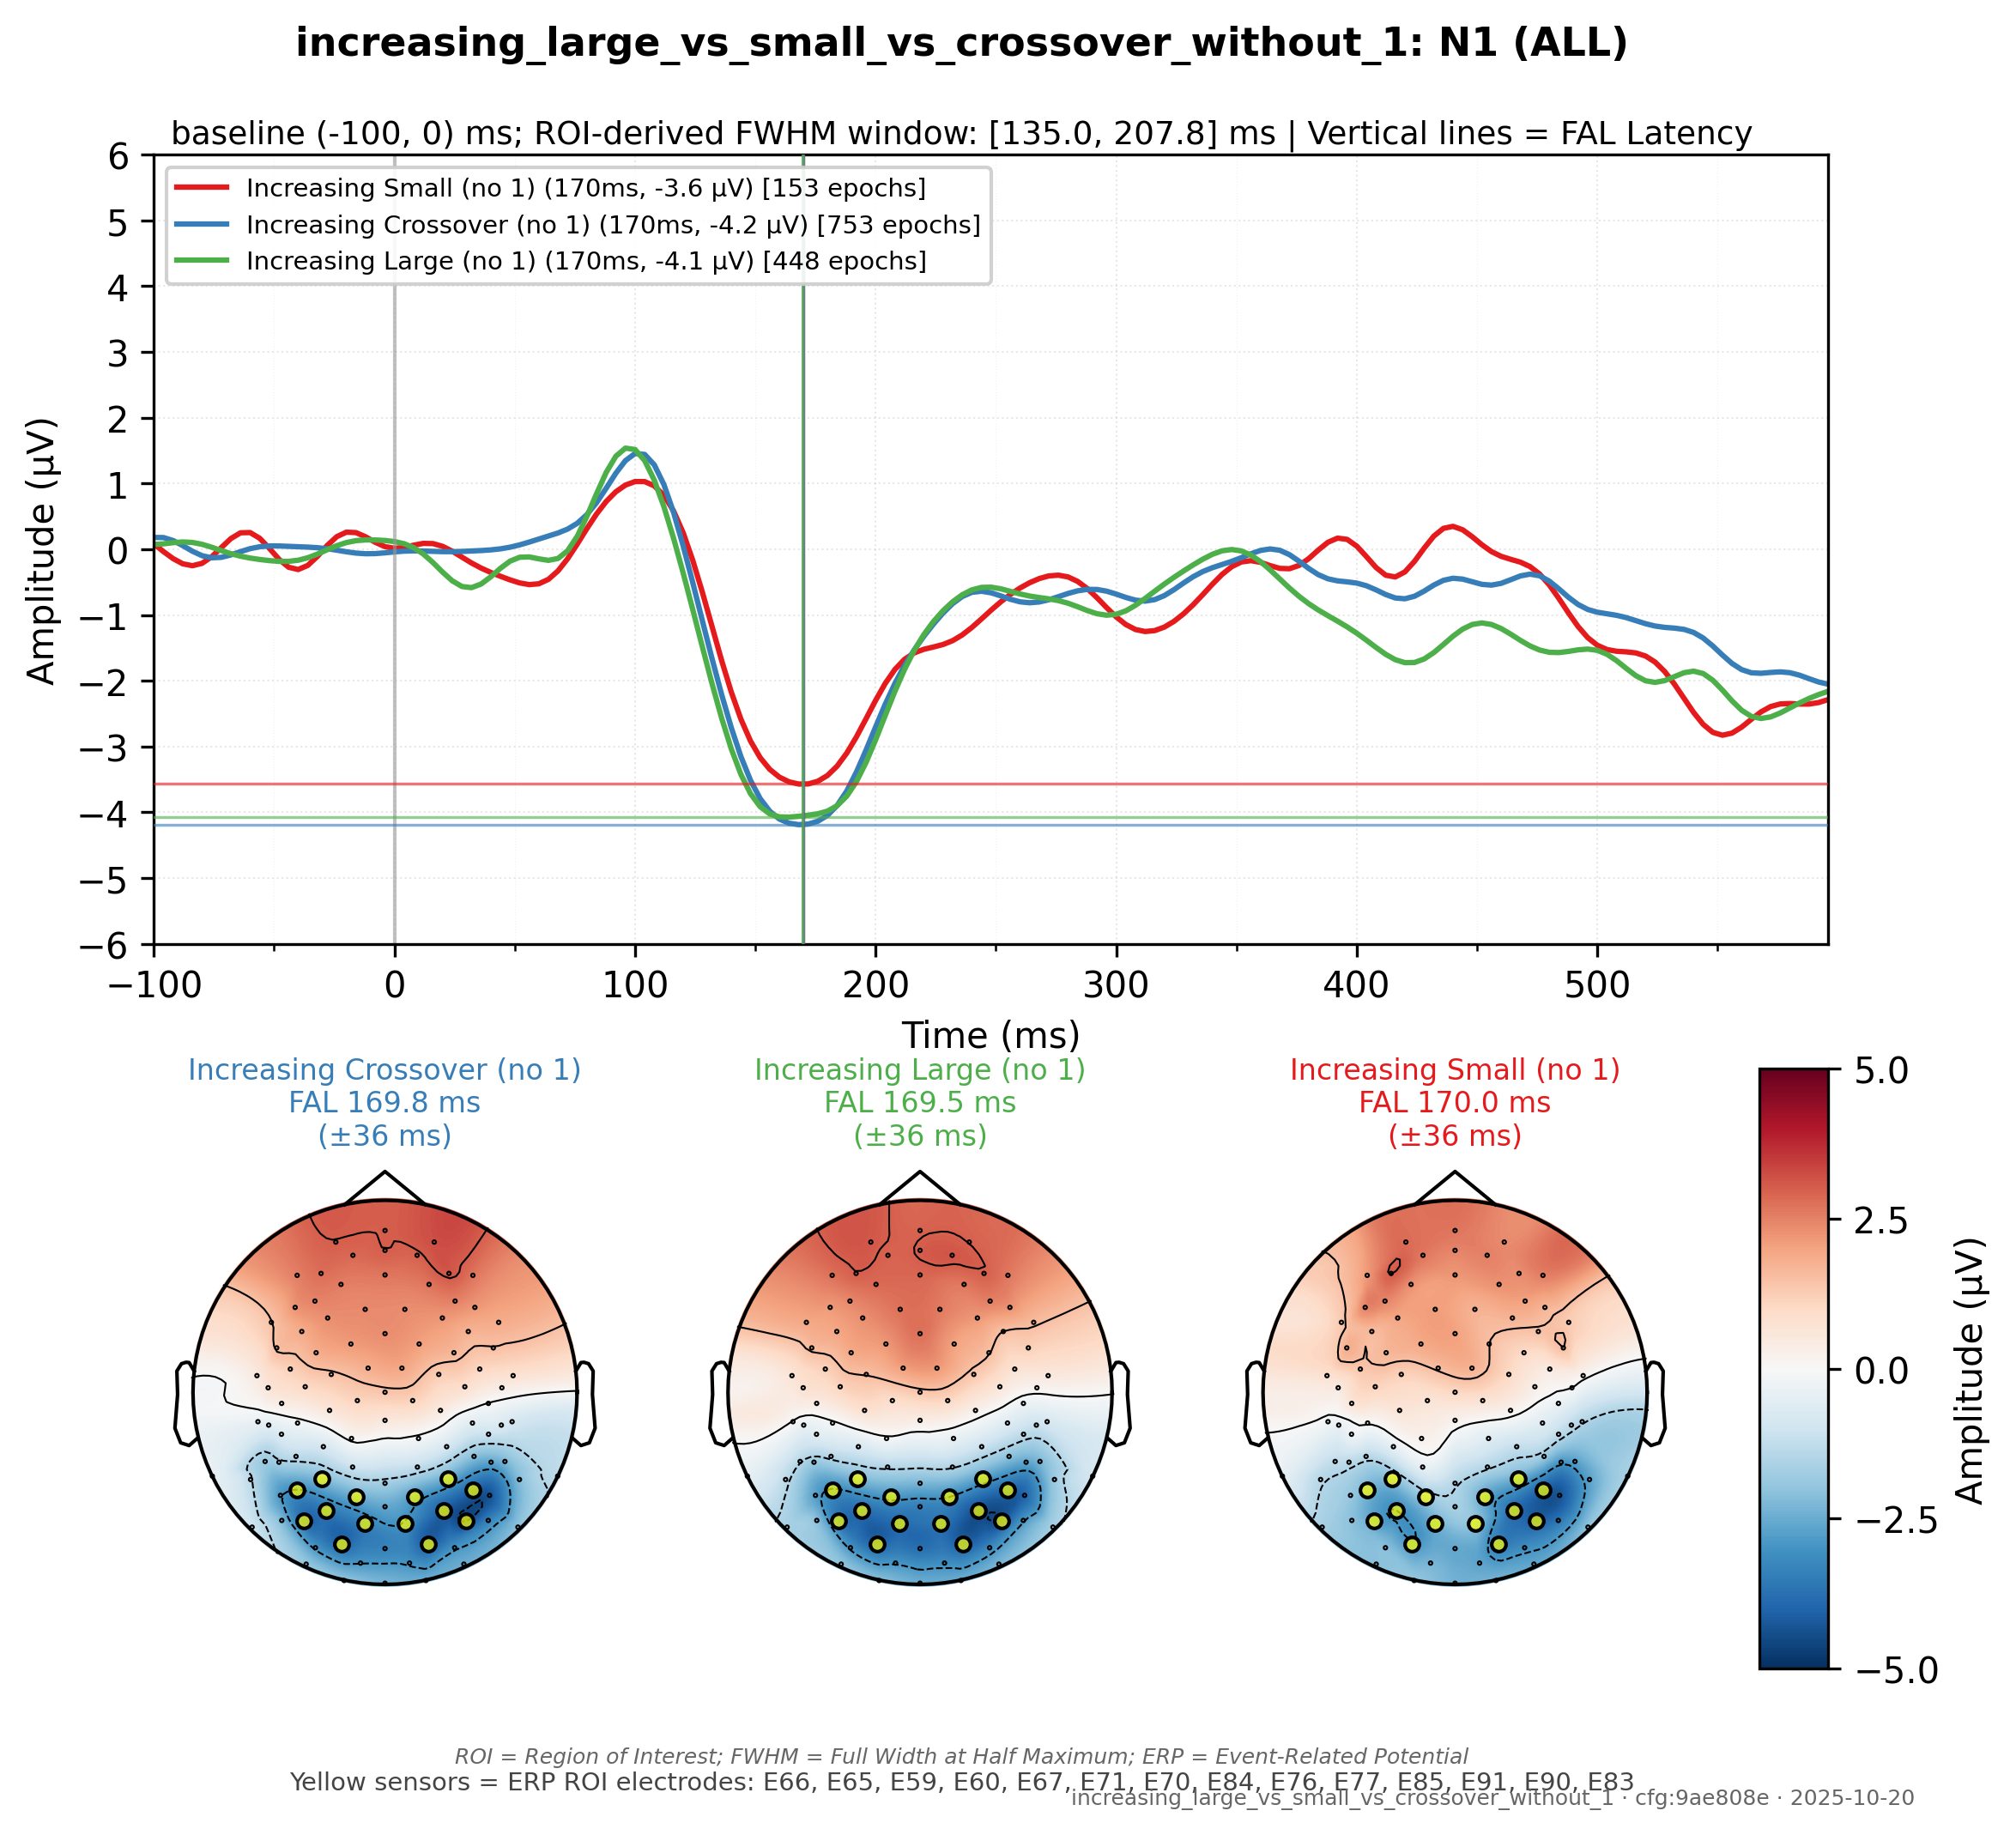 increasing_large_vs_small_vs_crossover_without_1: N1 (ALL)
baseline (-100, 0) ms; ROI-derived FWHM window: [135.0, 207.8] ms | Vertical lines = FAL Latency
Increasing Small (no 1) (170ms, -3.6 µV) [153 epochs]
Increasing Crossover (no 1) (170ms, -4.2 µV) [753 epochs]
Increasing Large (no 1) (170ms, -4.1 µV) [448 epochs]
Amplitude (µV)
6
5
4
3
2
1
0
−1
−2
−3
−4
−5
−6
−100
0
100
200
300
400
500
Time (ms)
Increasing Crossover (no 1)
FAL 169.8 ms
(±36 ms)
Increasing Large (no 1)
FAL 169.5 ms
(±36 ms)
Increasing Small (no 1)
FAL 170.0 ms
(±36 ms)
5.0
2.5
0.0
−2.5
−5.0
Amplitude (µV)
ROI = Region of Interest; FWHM = Full Width at Half Maximum; ERP = Event-Related Potential
Yellow sensors = ERP ROI electrodes: E66, E65, E59, E60, E67, E71, E70, E84, E76, E77, E85, E91, E90, E83
increasing_large_vs_small_vs_crossover_without_1 · cfg:9ae808e · 2025-10-20